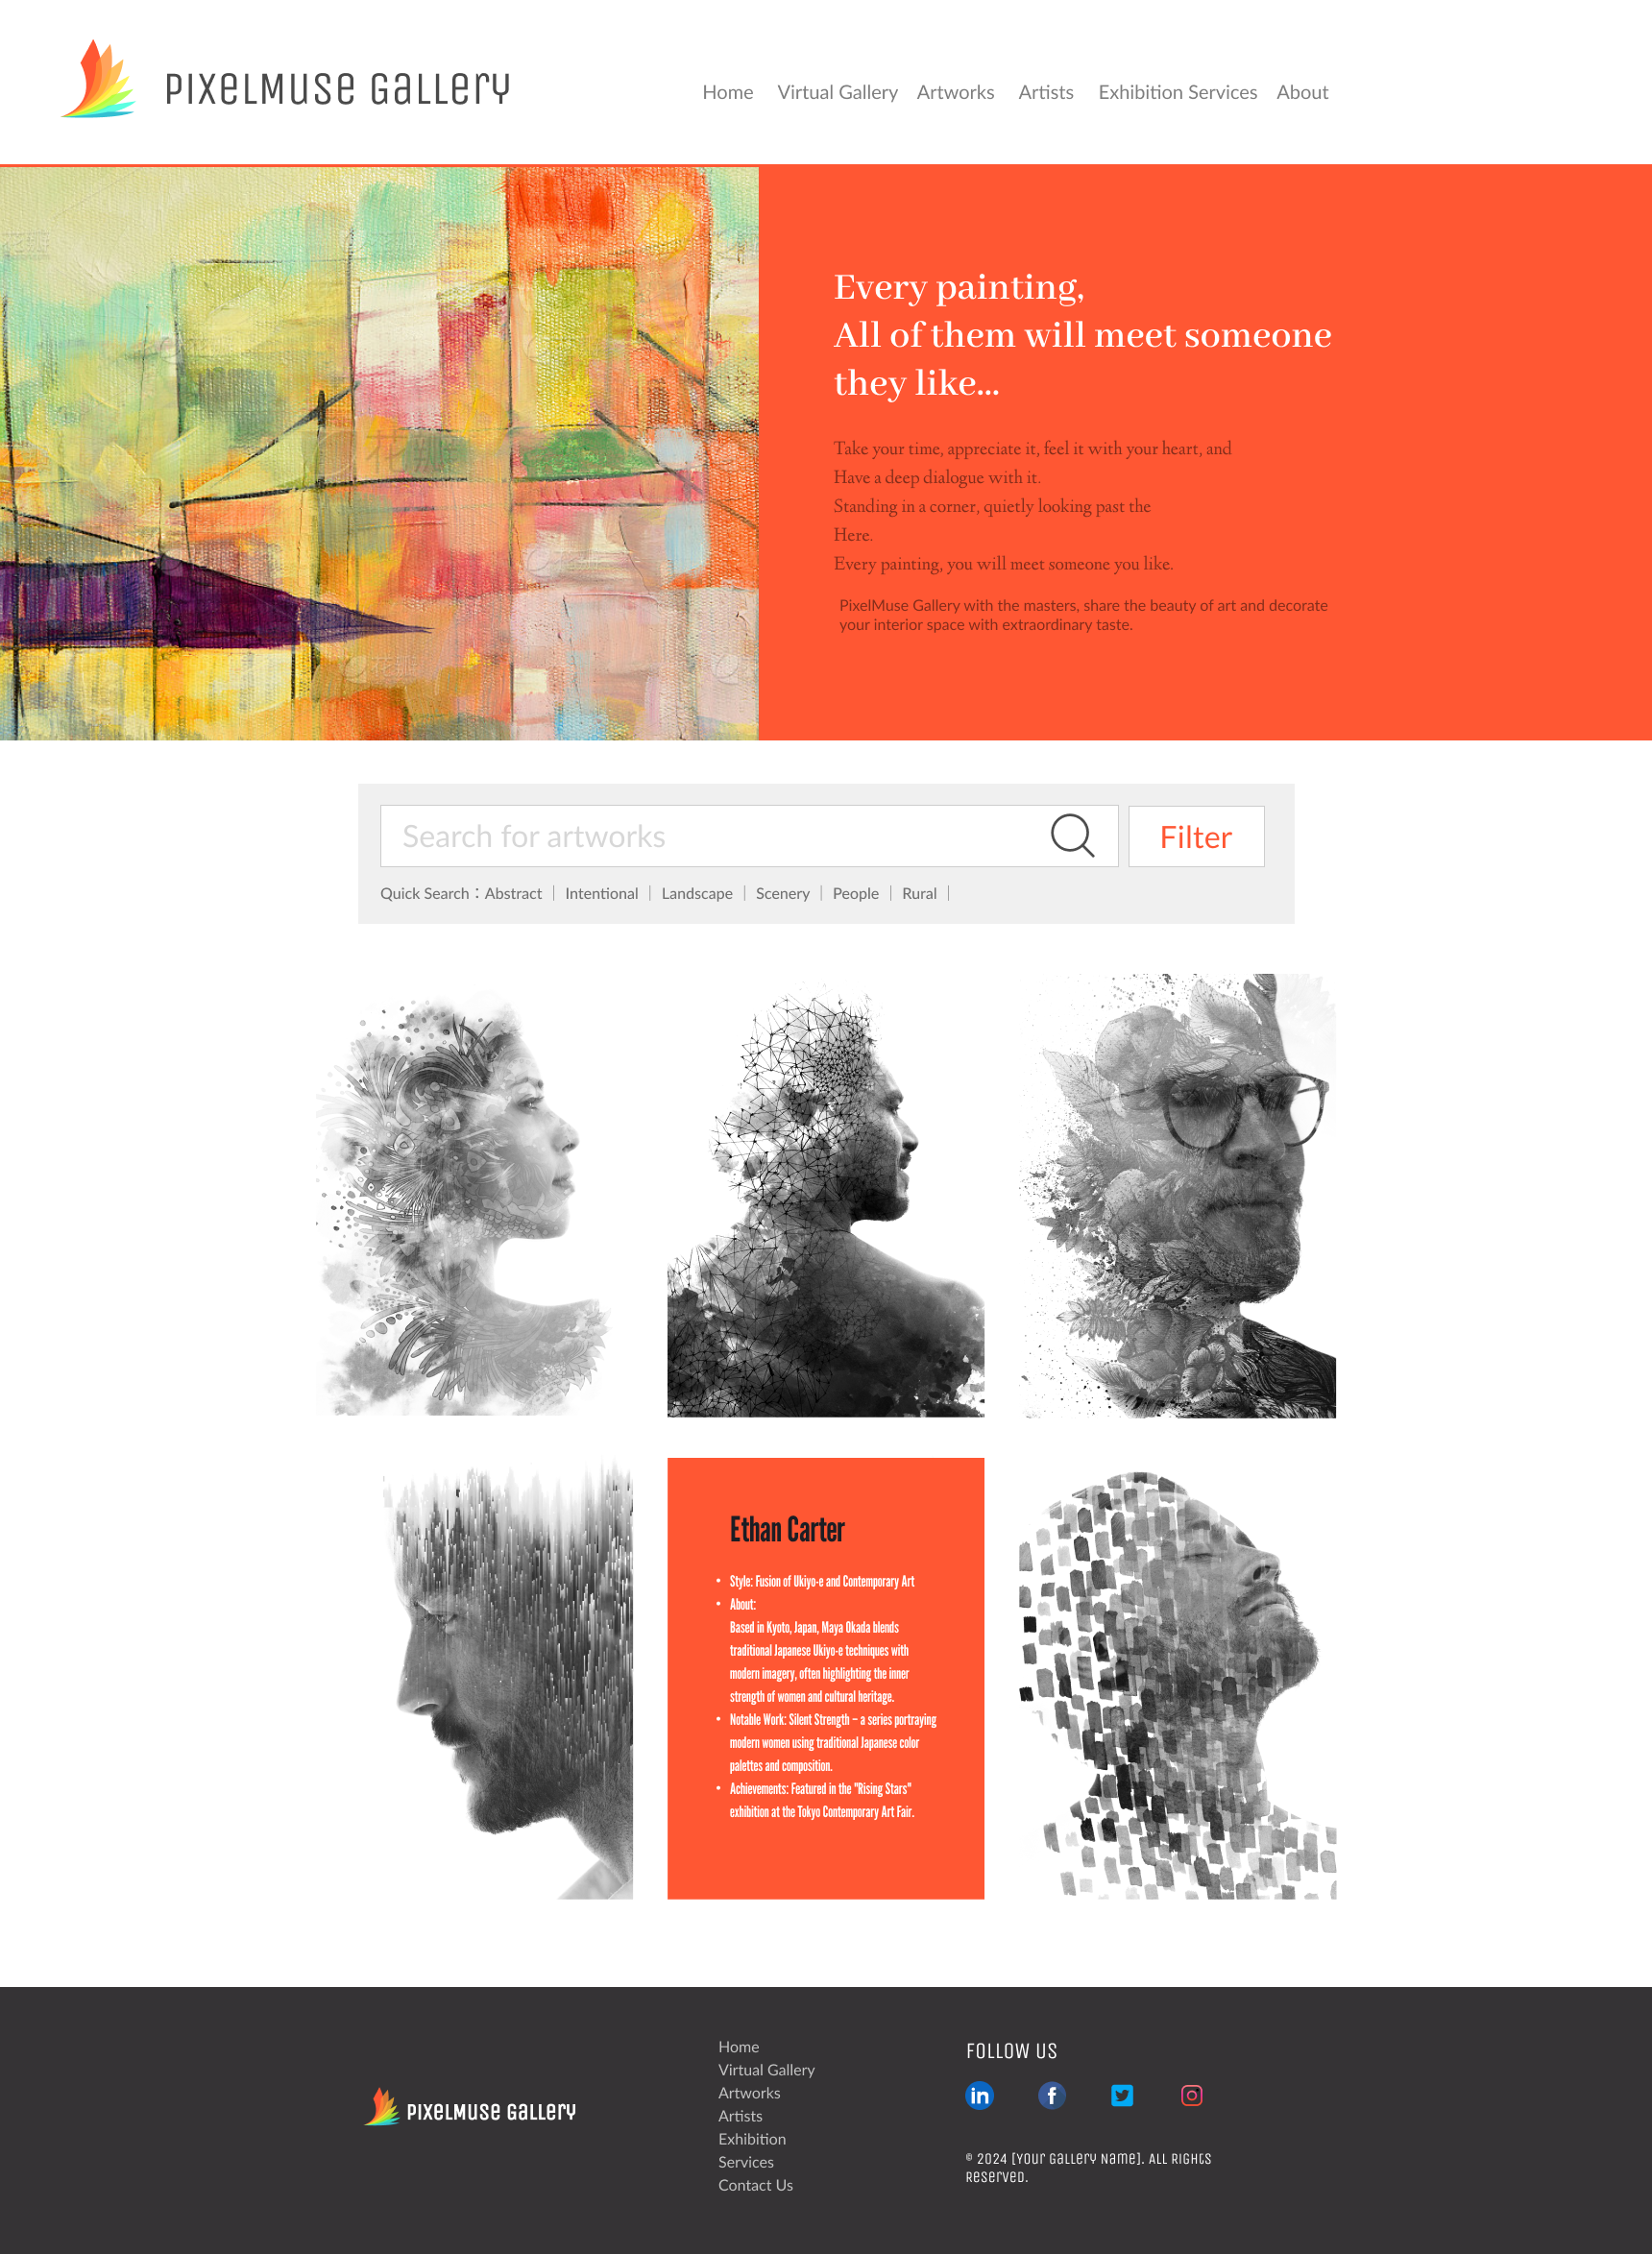 PIXELMUSE GALLERY
Home Virtual Gallery Artworks Artists Exhibition Services About
Every painting,
All of them will meet someone
they like...
Take your time, appreciate it, feel it with your heart, and
Have a deep dialogue with it.
Standing in a corner, quietly looking past the
Here.
Every painting, you will meet someone you like.
PixelMuse Gallery with the masters, share the beauty of art and decorate
your interior space with extraordinary taste.
花瓣
Search for artworks
Filter
Quick Search：Abstract | Intentional | Landscape | Scenery | People | Rural |
Ethan Carter
• Style: Fusion of Ukiyo-e and Contemporary Art
• About:
Based in Kyoto, Japan, Maya Okada blends
traditional Japanese Ukiyo-e techniques with
modern imagery, often highlighting the inner
strength of women and cultural heritage.
• Notable Work: Silent Strength – a series portraying
modern women using traditional Japanese color
palettes and composition.
• Achievements: Featured in the "Rising Stars"
exhibition at the Tokyo Contemporary Art Fair.
PIXELMUSE GALLERY
Home
Virtual Gallery
Artworks
Artists
Exhibition
Services
Contact Us
FOLLOW US
in
f
© 2024 [Your Gallery Name]. All Rights
Reserved.